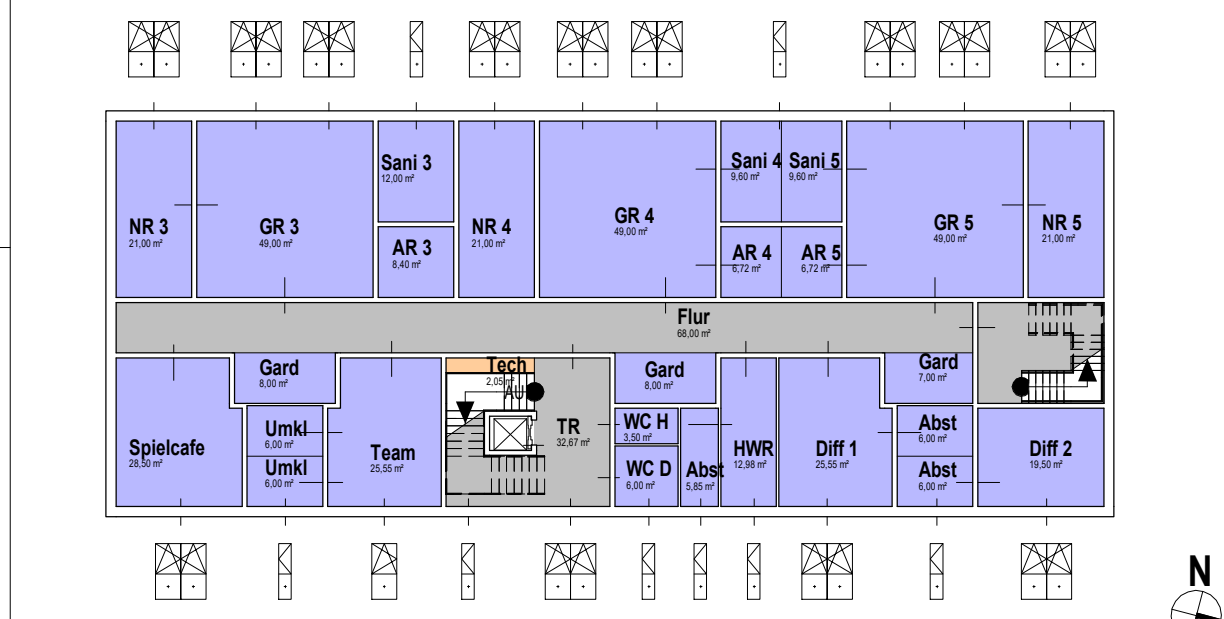 Sani 3
12,00 m²
Sani 4
9,60 m²
Sani 5
9,60 m²
NR 3
21,00 m²
GR 3
49,00 m²
AR 3
8,40 m²
NR 4
21,00 m²
GR 4
49,00 m²
AR 4
6,72 m²
AR 5
6,72 m²
GR 5
49,00 m²
NR 5
21,00 m²
Flur
68,00 m²
Gard
8,00 m²
Tech
2,05 m²
AU
Gard
8,00 m²
Gard
7,00 m²
Spielcafe
28,50 m²
Umkl
6,00 m²
Umkl
6,00 m²
Team
25,55 m²
TR
32,67 m²
WC H
3,50 m²
WC D
6,00 m²
Abst
5,85 m²
HWR
12,98 m²
Diff 1
25,55 m²
Abst
6,00 m²
Abst
6,00 m²
Diff 2
19,50 m²
N